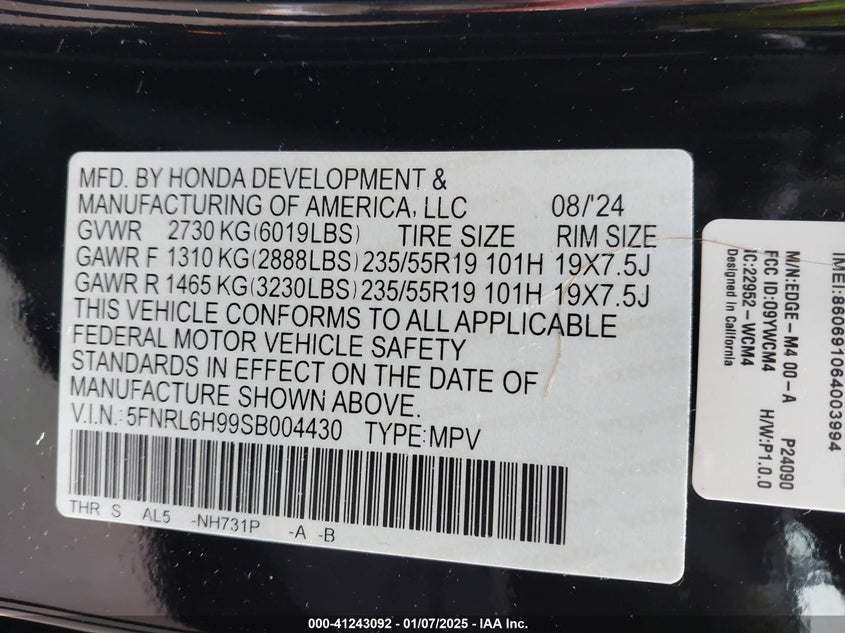 MFD. BY HONDA DEVELOPMENT &
MANUFACTURING OF AMERICA, LLC 08/'24
GVWR 2730 KG(6019LBS) TIRE SIZE RIM SIZE
GAWR F 1310 KG(2888LBS) 235/55R19 101H 19X7.5J
GAWR R 1465 KG(3230LBS) 235/55R19 101H 19X7.5J
THIS VEHICLE CONFORMS TO ALL APPLICABLE
FEDERAL MOTOR VEHICLE SAFETY
STANDARDS IN EFFECT ON THE DATE OF
MANUFACTURE SHOWN ABOVE.
V.I.N.: 5FNRL6H99SB004430 TYPE:MPV
THR S AL5 -NH731P -A -B
IMEI:860691064003994
M/N:EDGE-M4 00-A P24090
FCC ID:09YWCM4 H/W:P1.0.0
IC:22952-WCM4
Designed in California
000-41243092 - 01/07/2025 - IAA Inc.